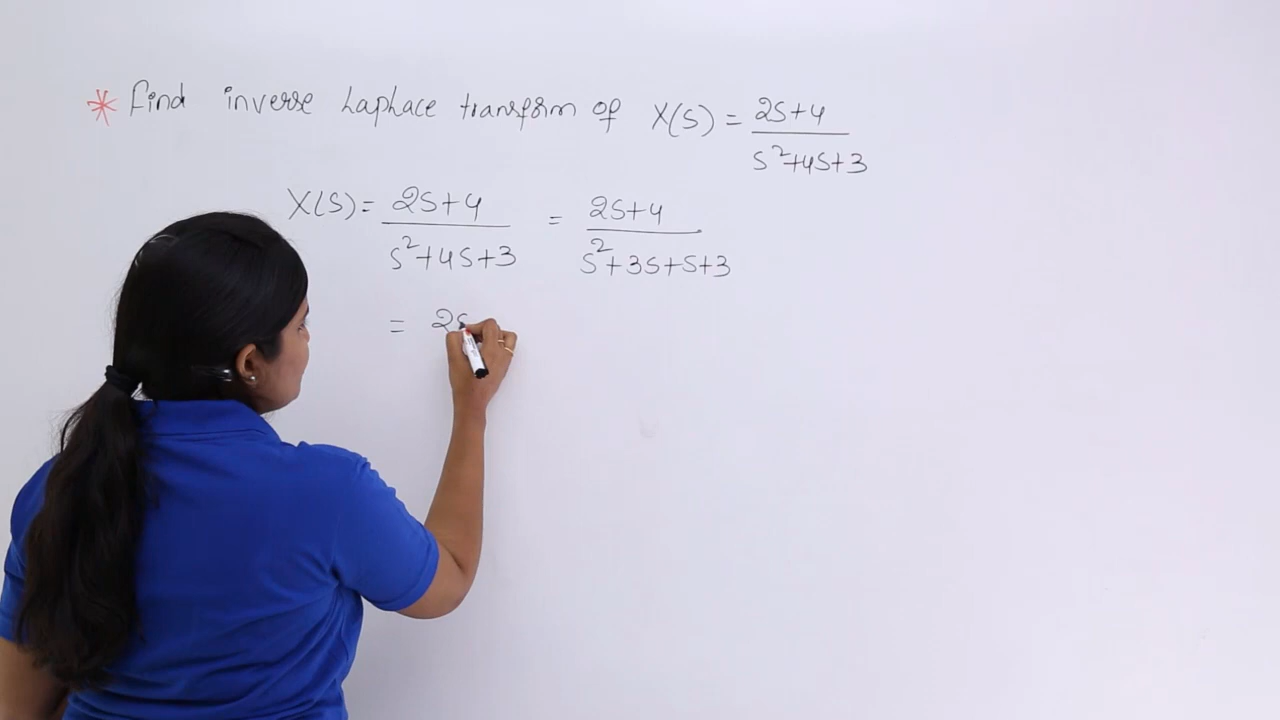 * Find inverse Laplace transform of X(S) = 2S+4 / S²+4S+3
X(S) = 2S+4 / S²+4S+3 = 2S+4 / S²+3S+S+3
= 2S